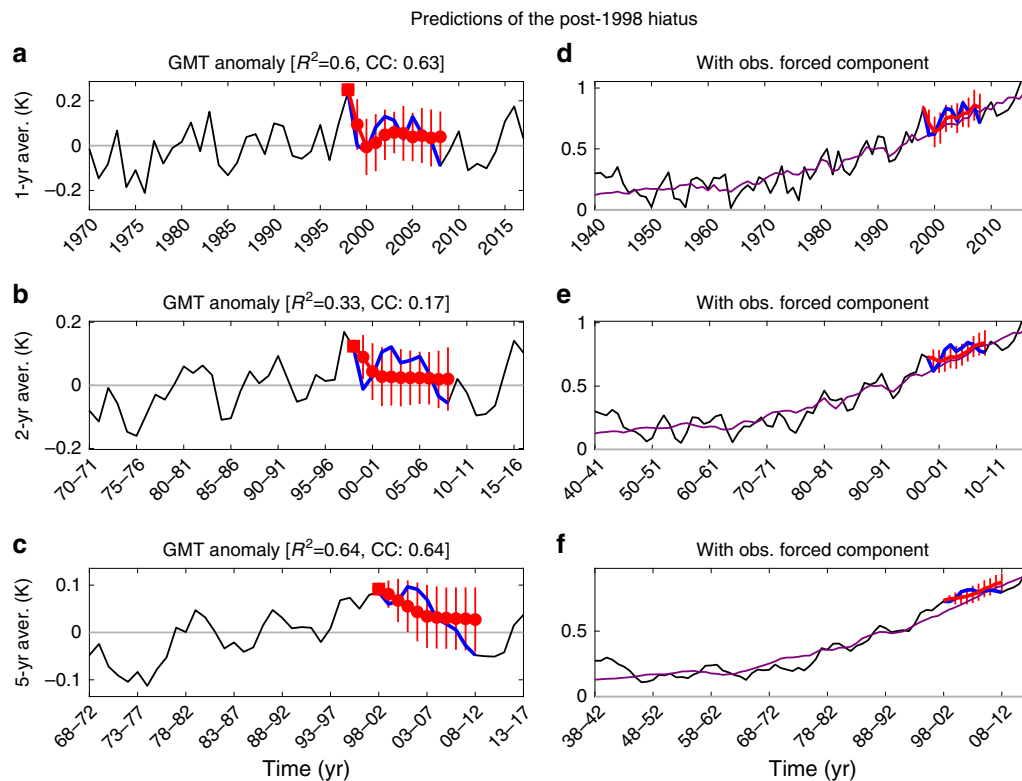 Predictions of the post-1998 hiatus
a
GMT anomaly [R²=0.6, CC: 0.63]
1-yr aver. (K)
0.2
0
−0.2
1970 1975 1980 1985 1990 1995 2000 2005 2010 2015
d
With obs. forced component
1
0.5
0
1940 1950 1960 1970 1980 1990 2000 2010
b
GMT anomaly [R²=0.33, CC: 0.17]
2-yr aver. (K)
0.2
0
−0.2
70–71 75–76 80–81 85–86 90–91 95–96 00–01 05–06 10–11 15–16
e
With obs. forced component
1
0.5
0
40–41 50–51 60–61 70–71 80–81 90–91 00–01 10–11
c
GMT anomaly [R²=0.64, CC: 0.64]
5-yr aver. (K)
0.1
0
−0.1
68–72 73–77 78–82 83–87 88–92 93–97 98–02 03–07 08–12 13–17
Time (yr)
f
With obs. forced component
0.5
0
38–42 48–52 58–62 68–72 78–82 88–92 98–02 08–12
Time (yr)